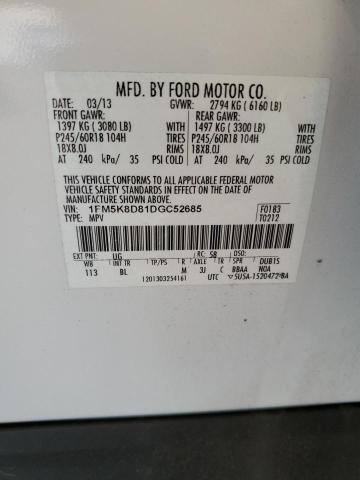 MFD. BY FORD MOTOR CO.
DATE: 03/13 GVWR: 2794 KG ( 6160 LB)
FRONT GAWR: REAR GAWR:
1397 KG ( 3080 LB) 1497 KG ( 3300 LB)
P245/60R18 104H TIRES P245/60R18 104H TIRES
18X8.0J RIMS 18X8.0J RIMS
AT 240 kPa/ 35 PSI COLD AT 240 kPa/ 35 PSI COLD
THIS VEHICLE CONFORMS TO ALL APPLICABLE FEDERAL MOTOR
VEHICLE SAFETY AND THEFT PREVENTION STANDARDS IN EFFECT ON THE DATE OF
MANUFACTURE SHOWN ABOVE.
VIN: 1FM5K8D81DGC52685 F0183
TYPE: MPV T0212
EXT PNT: UG RC: 58 DSO:
WB INT TR TP/PS R AXLE TR SPR DUB15
113 BL M 3J C BBAA NOA
UTC